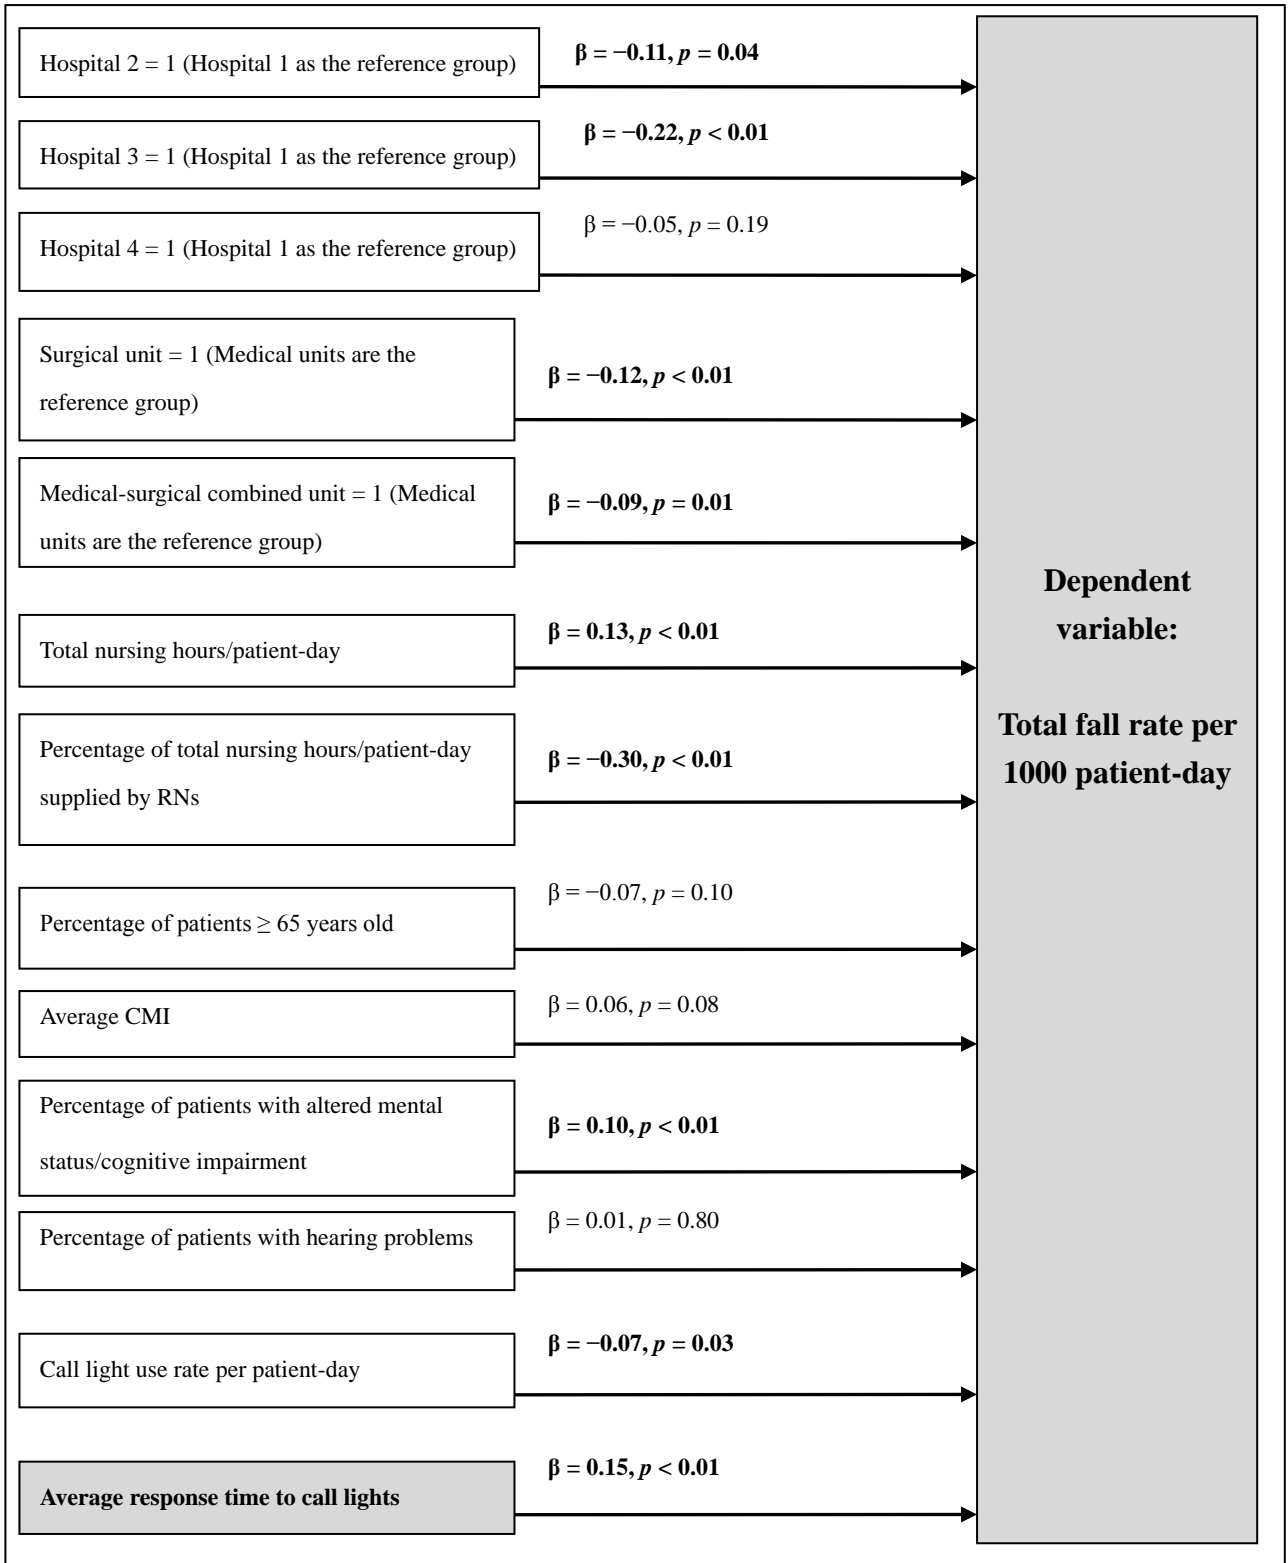 Hospital 2 = 1 (Hospital 1 as the reference group)
β = −0.11, p = 0.04
Hospital 3 = 1 (Hospital 1 as the reference group)
β = −0.22, p < 0.01
Hospital 4 = 1 (Hospital 1 as the reference group)
β = −0.05, p = 0.19
Surgical unit = 1 (Medical units are the
reference group)
β = −0.12, p < 0.01
Medical-surgical combined unit = 1 (Medical
units are the reference group)
β = −0.09, p = 0.01
Total nursing hours/patient-day
β = 0.13, p < 0.01
Percentage of total nursing hours/patient-day
supplied by RNs
β = −0.30, p < 0.01
Percentage of patients ≥ 65 years old
β = −0.07, p = 0.10
Average CMI
β = 0.06, p = 0.08
Percentage of patients with altered mental
status/cognitive impairment
β = 0.10, p < 0.01
Percentage of patients with hearing problems
β = 0.01, p = 0.80
Call light use rate per patient-day
β = −0.07, p = 0.03
Average response time to call lights
β = 0.15, p < 0.01
Dependent
variable:
Total fall rate per
1000 patient-day